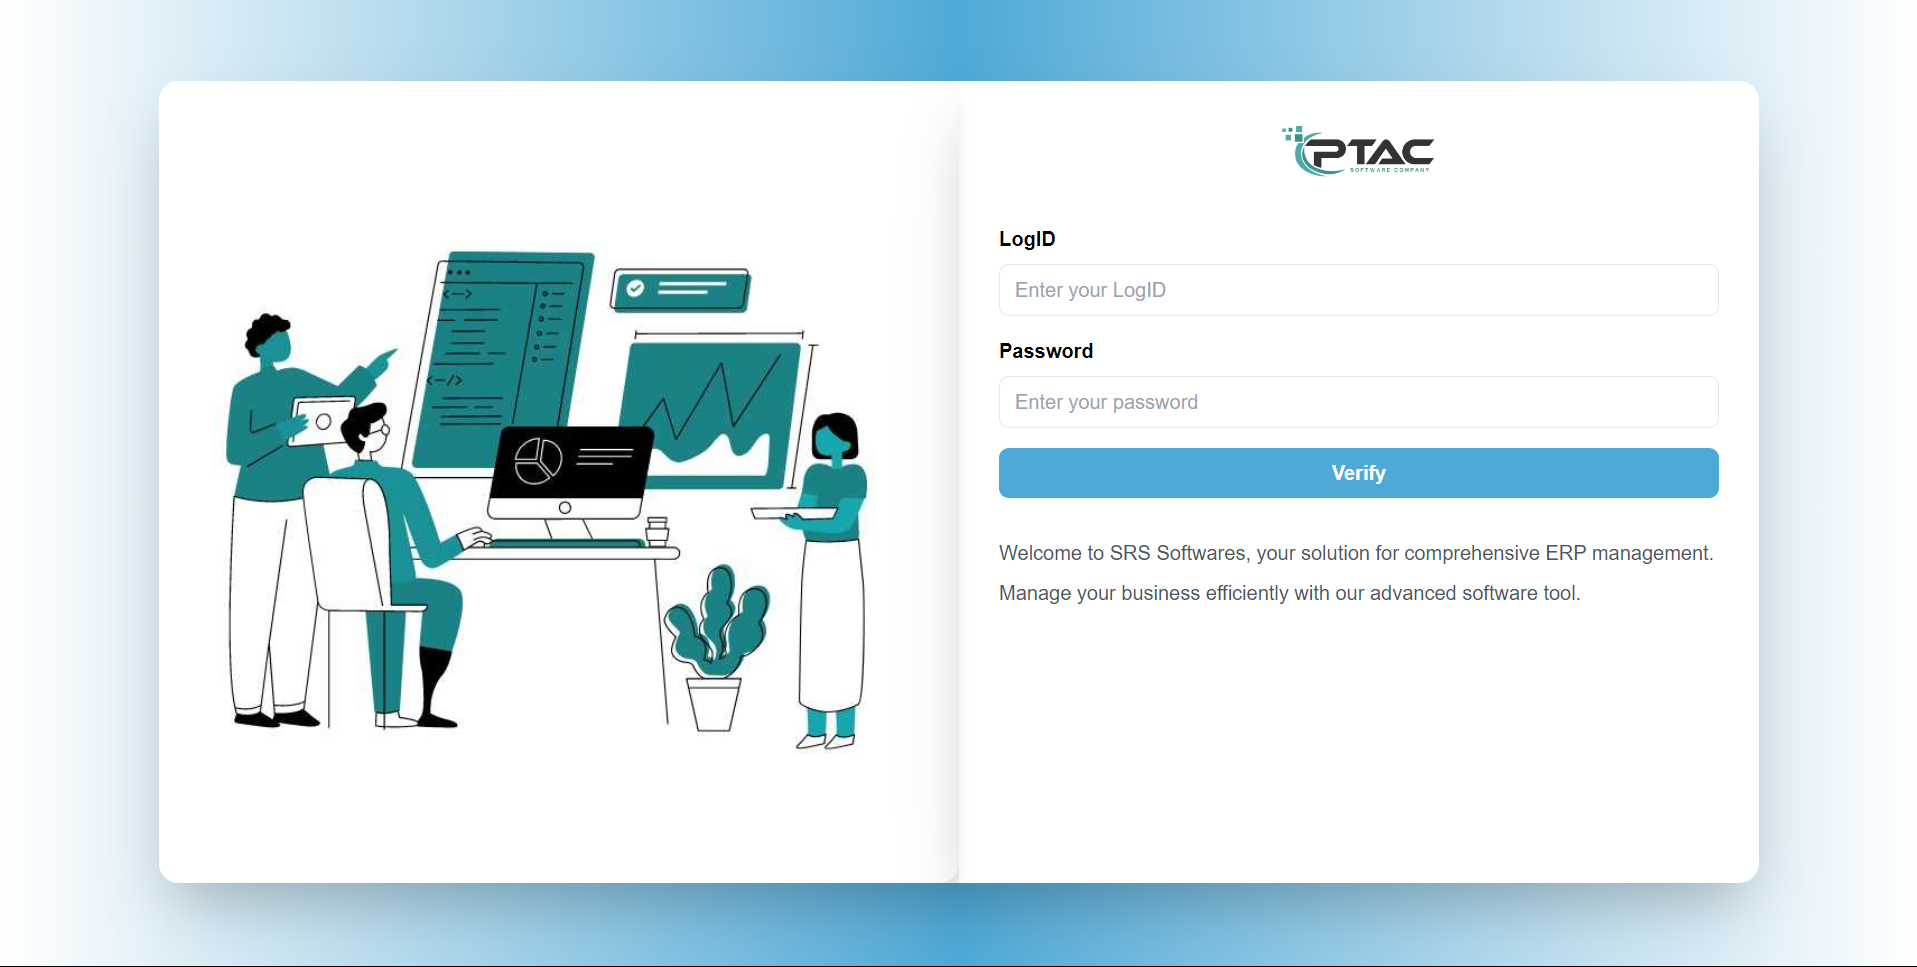 PTAC
SOFTWARE COMPANY
LogID
Enter your LogID
Password
Enter your password
Verify
Welcome to SRS Softwares, your solution for comprehensive ERP management.
Manage your business efficiently with our advanced software tool.